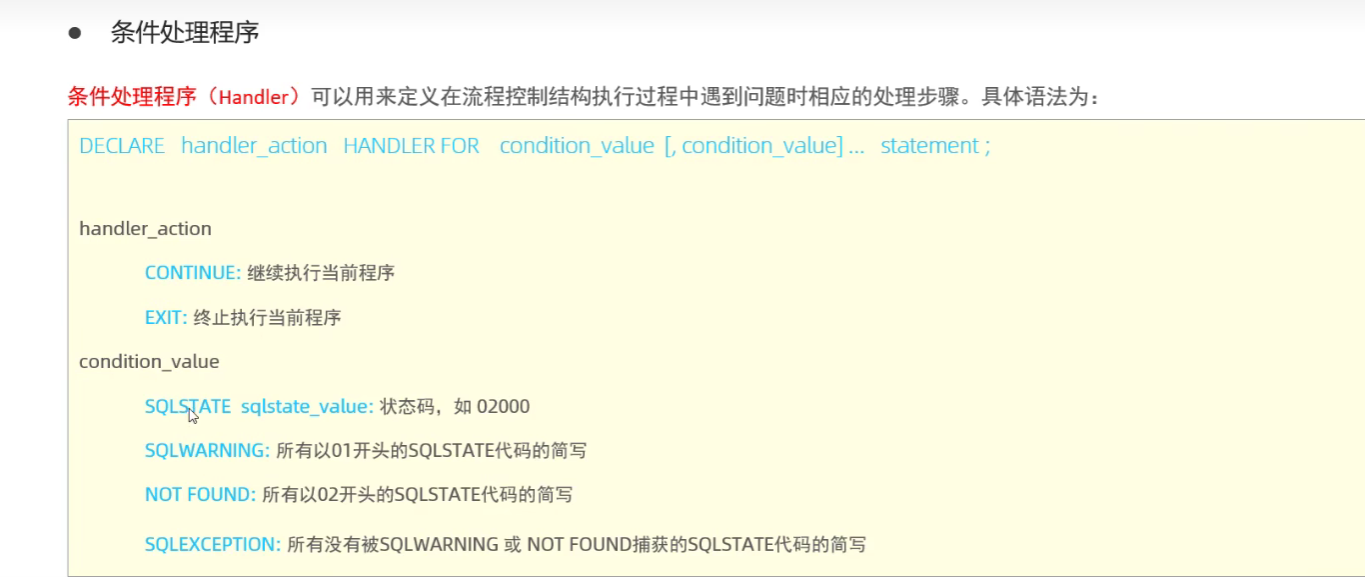 ● 条件处理程序
条件处理程序（Handler）可以用来定义在流程控制结构执行过程中遇到问题时相应的处理步骤。具体语法为：
DECLARE handler_action HANDLER FOR condition_value [, condition_value] ... statement ;
handler_action
CONTINUE: 继续执行当前程序
EXIT: 终止执行当前程序
condition_value
SQLSTATE sqlstate_value: 状态码，如 02000
SQLWARNING: 所有以01开头的SQLSTATE代码的简写
NOT FOUND: 所有以02开头的SQLSTATE代码的简写
SQLEXCEPTION: 所有没有被SQLWARNING 或 NOT FOUND捕获的SQLSTATE代码的简写